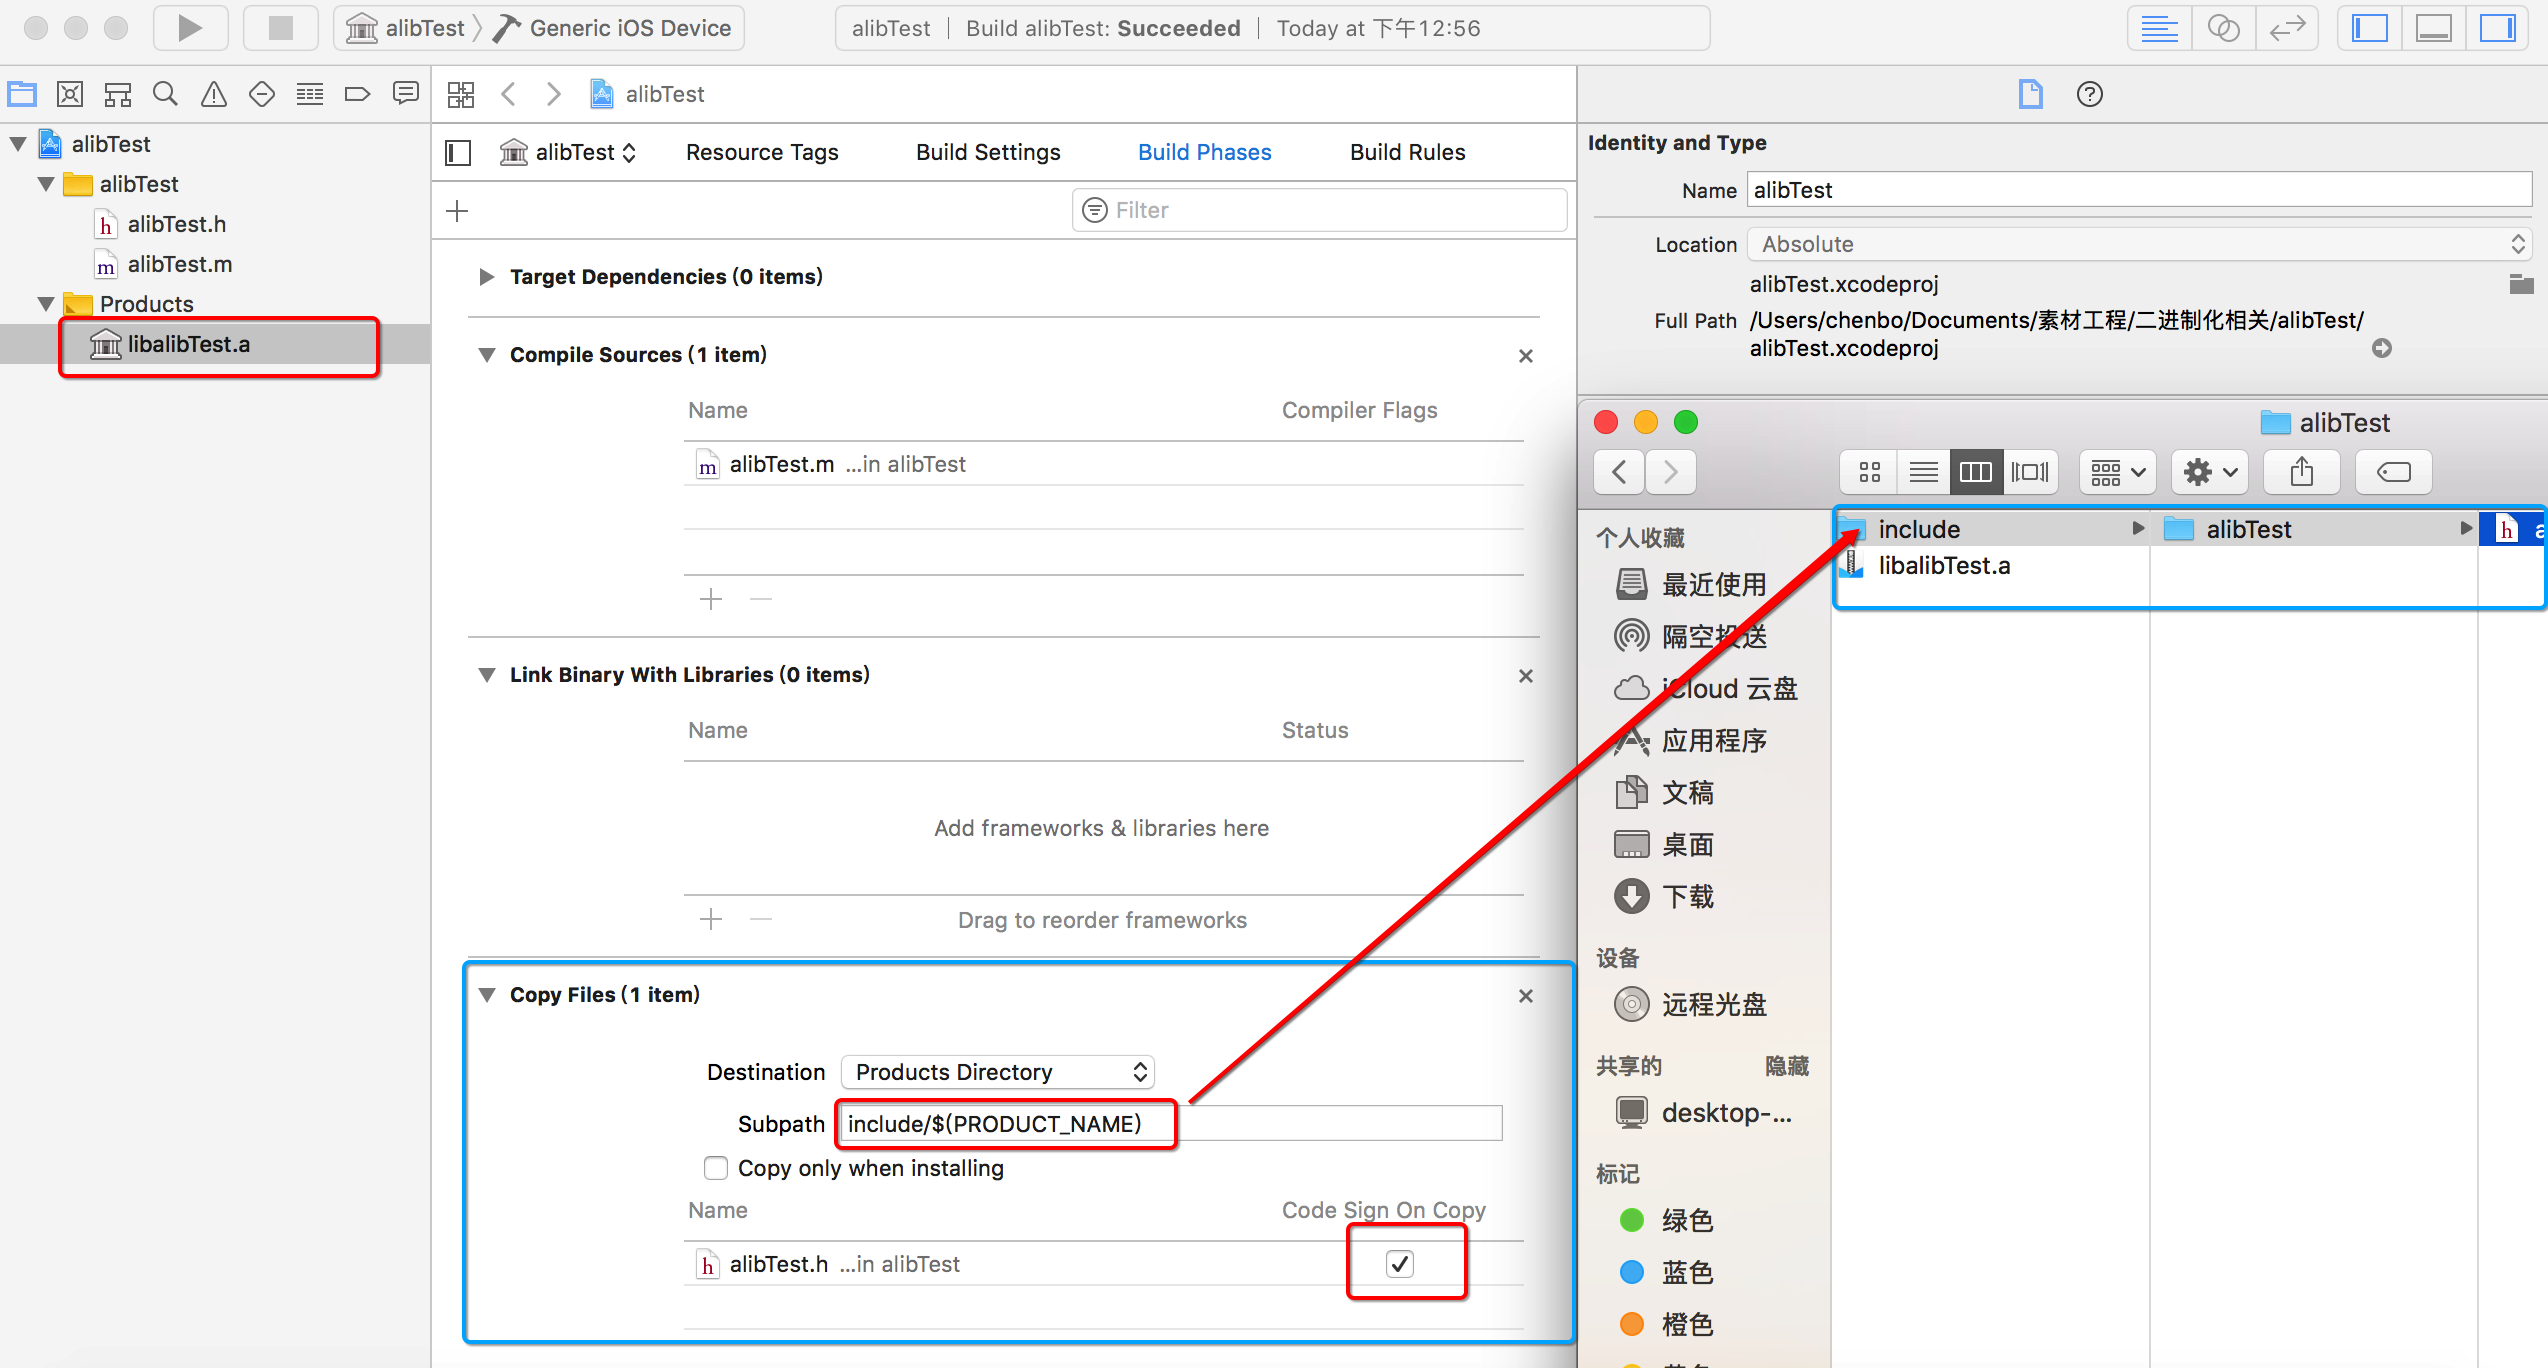 alibTest
Generic iOS Device
alibTest
Build alibTest: Succeeded
Today at 下午12:56
alibTest
alibTest
alibTest.h
alibTest.m
Products
libalibTest.a
alibTest
alibTest
Resource Tags
Build Settings
Build Phases
Build Rules
Filter
Target Dependencies (0 items)
Compile Sources (1 item)
Name
Compiler Flags
m alibTest.m ...in alibTest
Link Binary With Libraries (0 items)
Name
Status
Add frameworks & libraries here
Drag to reorder frameworks
Copy Files (1 item)
Destination Products Directory
Subpath include/$(PRODUCT_NAME)
Copy only when installing
Name
Code Sign On Copy
h alibTest.h ...in alibTest
Identity and Type
Name alibTest
Location Absolute
alibTest.xcodeproj
Full Path /Users/chenbo/Documents/素材工程/二进制化相关/alibTest/
alibTest.xcodeproj
alibTest
个人收藏
最近使用
隔空投送
iCloud 云盘
应用程序
文稿
桌面
下载
设备
远程光盘
共享的
隐藏
desktop-...
标记
绿色
蓝色
橙色
include
alibTest
h a
libalibTest.a